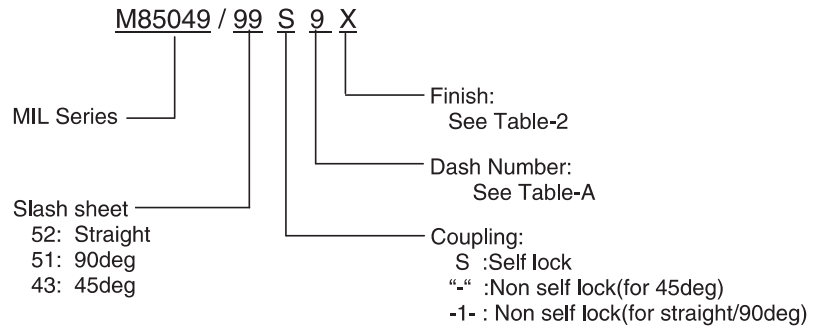 M85049 / 99 S 9 X
Finish:
See Table-2
MIL Series
Dash Number:
See Table-A
Slash sheet
52: Straight
51: 90deg
43: 45deg
Coupling:
S :Self lock
“-“ :Non self lock(for 45deg)
-1- : Non self lock(for straight/90deg)